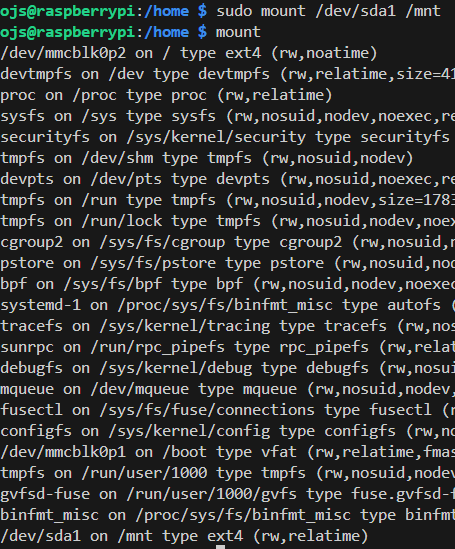 ojs@raspberrypi:/home $ sudo mount /dev/sda1 /mnt
ojs@raspberrypi:/home $ mount
/dev/mmcblk0p2 on / type ext4 (rw,noatime)
devtmpfs on /dev type devtmpfs (rw,relatime,size=41
proc on /proc type proc (rw,relatime)
sysfs on /sys type sysfs (rw,nosuid,nodev,noexec,re
securityfs on /sys/kernel/security type securityfs
tmpfs on /dev/shm type tmpfs (rw,nosuid,nodev)
devpts on /dev/pts type devpts (rw,nosuid,noexec,re
tmpfs on /run type tmpfs (rw,nosuid,nodev,size=1783
tmpfs on /run/lock type tmpfs (rw,nosuid,nodev,noex
cgroup2 on /sys/fs/cgroup type cgroup2 (rw,nosuid,n
pstore on /sys/fs/pstore type pstore (rw,nosuid,nod
bpf on /sys/fs/bpf type bpf (rw,nosuid,nodev,noexec
systemd-1 on /proc/sys/fs/binfmt_misc type autofs (
tracefs on /sys/kernel/tracing type tracefs (rw,nos
sunrpc on /run/rpc_pipefs type rpc_pipefs (rw,relat
debugfs on /sys/kernel/debug type debugfs (rw,nosui
mqueue on /dev/mqueue type mqueue (rw,nosuid,nodev,
fusectl on /sys/fs/fuse/connections type fusectl (r
configfs on /sys/kernel/config type configfs (rw,no
/dev/mmcblk0p1 on /boot type vfat (rw,relatime,fmas
tmpfs on /run/user/1000 type tmpfs (rw,nosuid,nodev
gvfsd-fuse on /run/user/1000/gvfs type fuse.gvfsd-f
binfmt_misc on /proc/sys/fs/binfmt_misc type binfmt
/dev/sda1 on /mnt type ext4 (rw,relatime)